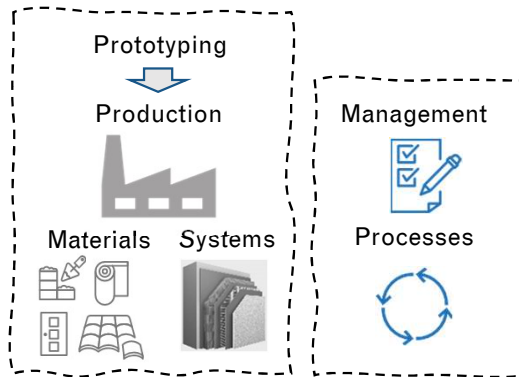 Prototyping
Production
Materials
Systems
Management
Processes